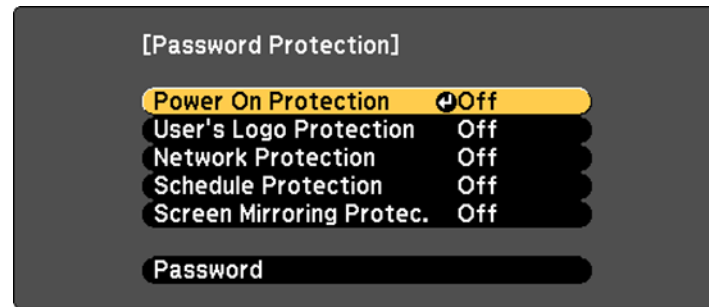 [Password Protection]
Power On Protection Off
User's Logo Protection Off
Network Protection Off
Schedule Protection Off
Screen Mirroring Protec. Off
Password